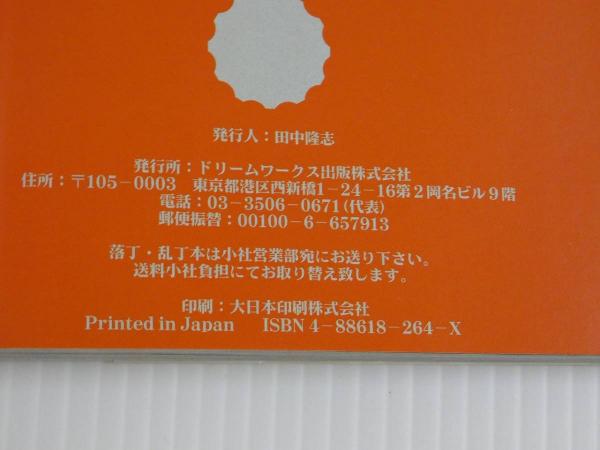 発行人：田中隆志
発行所：ドリームワークス出版株式会社
住所：〒105－0003　東京都港区西新橋1－24－16第２岡名ビル９階
電話：03－3506－0671（代表）
郵便振替：00100－6－657913
落丁・乱丁本は小社営業部宛にお送り下さい。
送料小社負担にてお取り替え致します。
印刷：大日本印刷株式会社
Printed in Japan　ISBN 4－88618－264－X